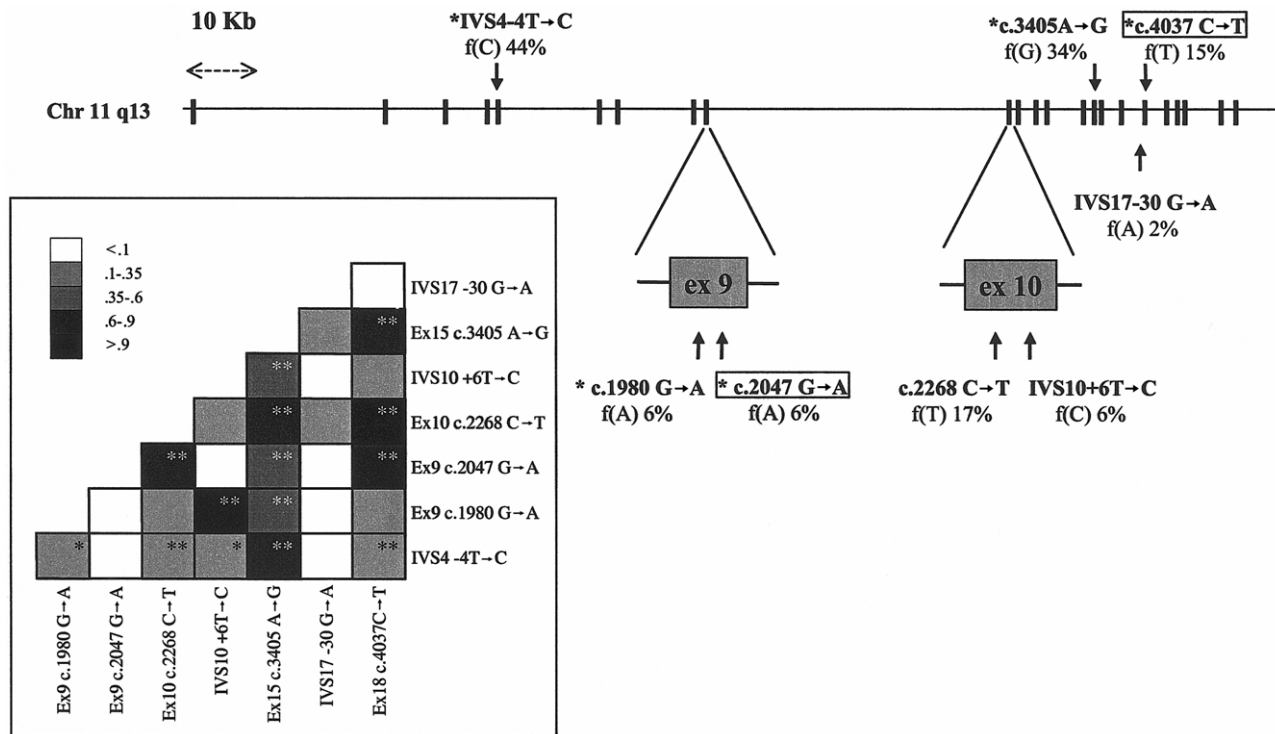 10 Kb
*IVS4-4T→C
f(C) 44%
*c.3405A→G
f(G) 34%
*c.4037 C→T
f(T) 15%
Chr 11 q13
IVS17-30 G→A
f(A) 2%
ex 9
ex 10
* c.1980 G→A
f(A) 6%
* c.2047 G→A
f(A) 6%
c.2268 C→T
f(T) 17%
IVS10+6T→C
f(C) 6%
<.1
.1-.35
.35-.6
.6-.9
>.9
IVS17 -30 G→A
** Ex15 c.3405 A→G
** IVS10 +6T→C
** ** Ex10 c.2268 C→T
** ** ** Ex9 c.2047 G→A
** ** Ex9 c.1980 G→A
* ** * ** ** IVS4 -4T→C
Ex9 c.1980 G→A
Ex9 c.2047 G→A
Ex10 c.2268 C→T
IVS10 +6T→C
Ex15 c.3405 A→G
IVS17 -30 G→A
Ex18 c.4037C→T